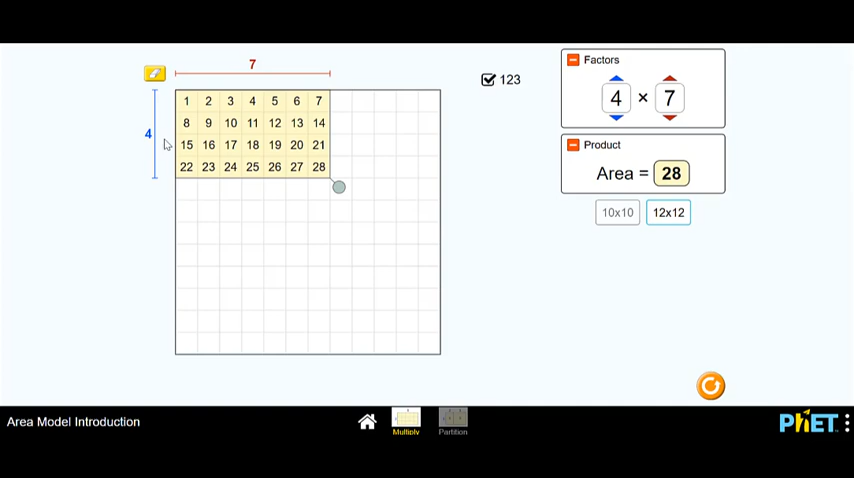 7
4
1 2 3 4 5 6 7
8 9 10 11 12 13 14
15 16 17 18 19 20 21
22 23 24 25 26 27 28
123
Factors
4 × 7
Product
Area = 28
10x10 12x12
Area Model Introduction
Multiply
Partition
PhET